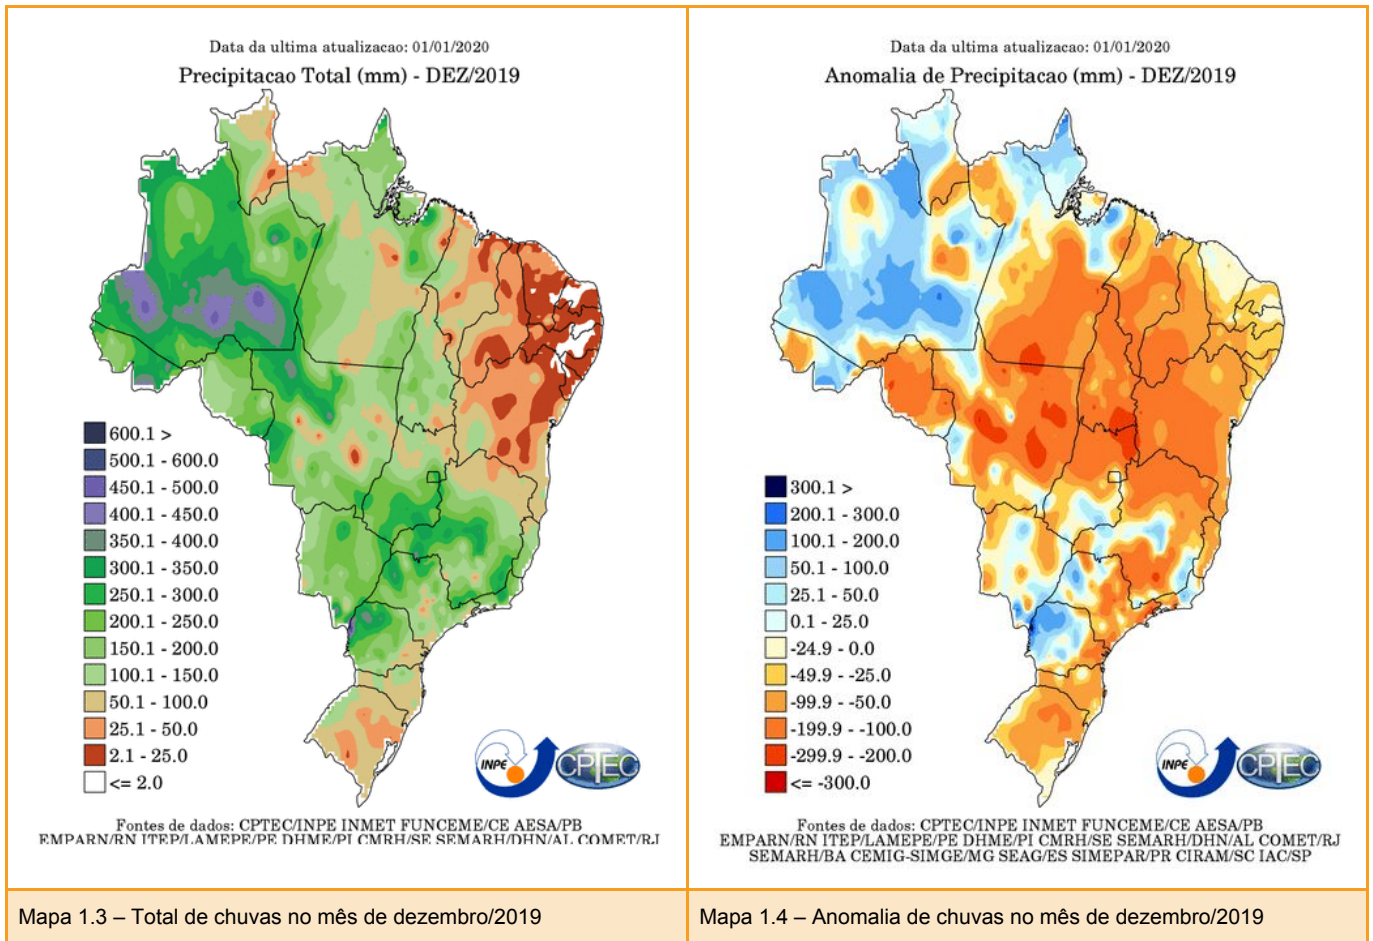 Data da ultima atualizacao: 01/01/2020
Precipitacao Total (mm) - DEZ/2019
600.1 >
500.1 - 600.0
450.1 - 500.0
400.1 - 450.0
350.1 - 400.0
300.1 - 350.0
250.1 - 300.0
200.1 - 250.0
150.1 - 200.0
100.1 - 150.0
50.1 - 100.0
25.1 - 50.0
2.1 - 25.0
<= 2.0
INPE
CPTEC
Fontes de dados: CPTEC/INPE INMET FUNCEME/CE AESA/PB
EMPARN/RN ITEP/LAMEPE/PE DHME/PI CMRH/SE SEMARH/DHN/AL COMET/RJ
Mapa 1.3 – Total de chuvas no mês de dezembro/2019
Data da ultima atualizacao: 01/01/2020
Anomalia de Precipitacao (mm) - DEZ/2019
300.1 >
200.1 - 300.0
100.1 - 200.0
50.1 - 100.0
25.1 - 50.0
0.1 - 25.0
-24.9 - 0.0
-49.9 - -25.0
-99.9 - -50.0
-199.9 - -100.0
-299.9 - -200.0
<= -300.0
INPE
CPTEC
Fontes de dados: CPTEC/INPE INMET FUNCEME/CE AESA/PB
EMPARN/RN ITEP/LAMEPE/PE DHME/PI CMRH/SE SEMARH/DHN/AL COMET/RJ
SEMARH/BA CEMIG-SIMGE/MG SEAG/ES SIMEPAR/PR CIRAM/SC IAC/SP
Mapa 1.4 – Anomalia de chuvas no mês de dezembro/2019